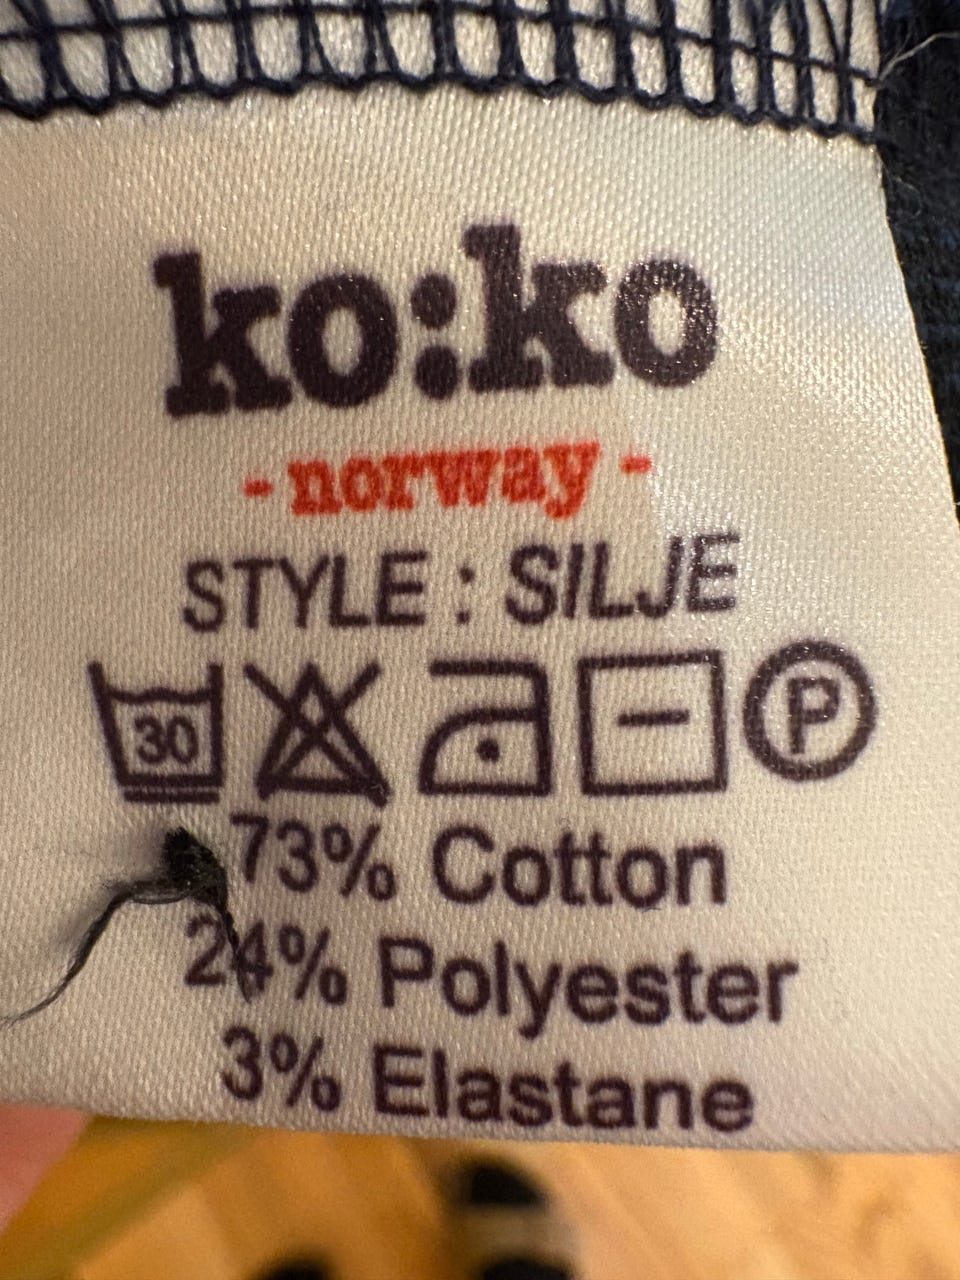 ko:ko
- norway -
STYLE : SILJE
30 P
73% Cotton
24% Polyester
3% Elastane